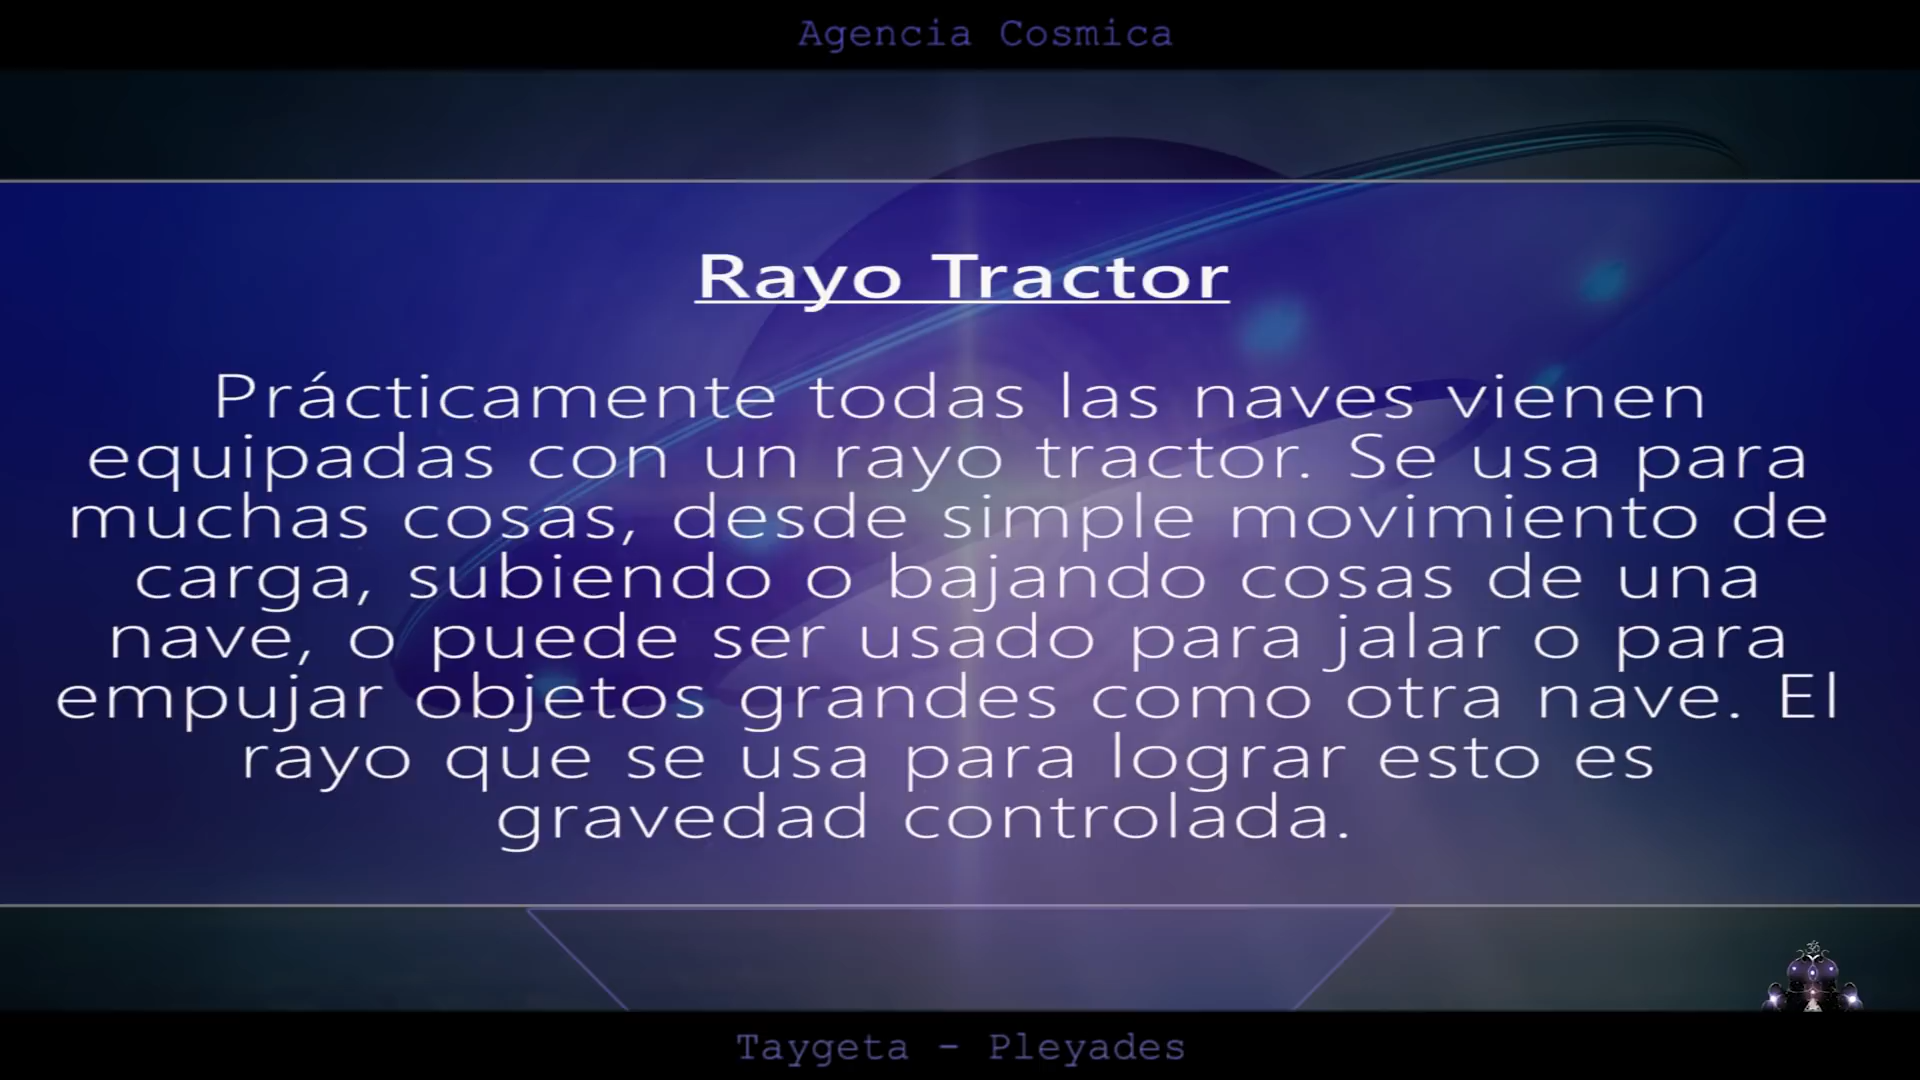 Agencia Cosmica
Rayo Tractor
Prácticamente todas las naves vienen
equipadas con un rayo tractor. Se usa para
muchas cosas, desde simple movimiento de
carga, subiendo o bajando cosas de una
nave, o puede ser usado para jalar o para
empujar objetos grandes como otra nave. El
rayo que se usa para lograr esto es
gravedad controlada.
ॐ
Taygeta - Pleyades